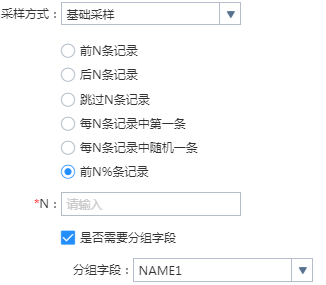 采样方式： 基础采样
前N条记录
后N条记录
跳过N条记录
每N条记录中第一条
每N条记录中随机一条
前N%条记录
*N： 请输入
是否需要分组字段
分组字段： NAME1